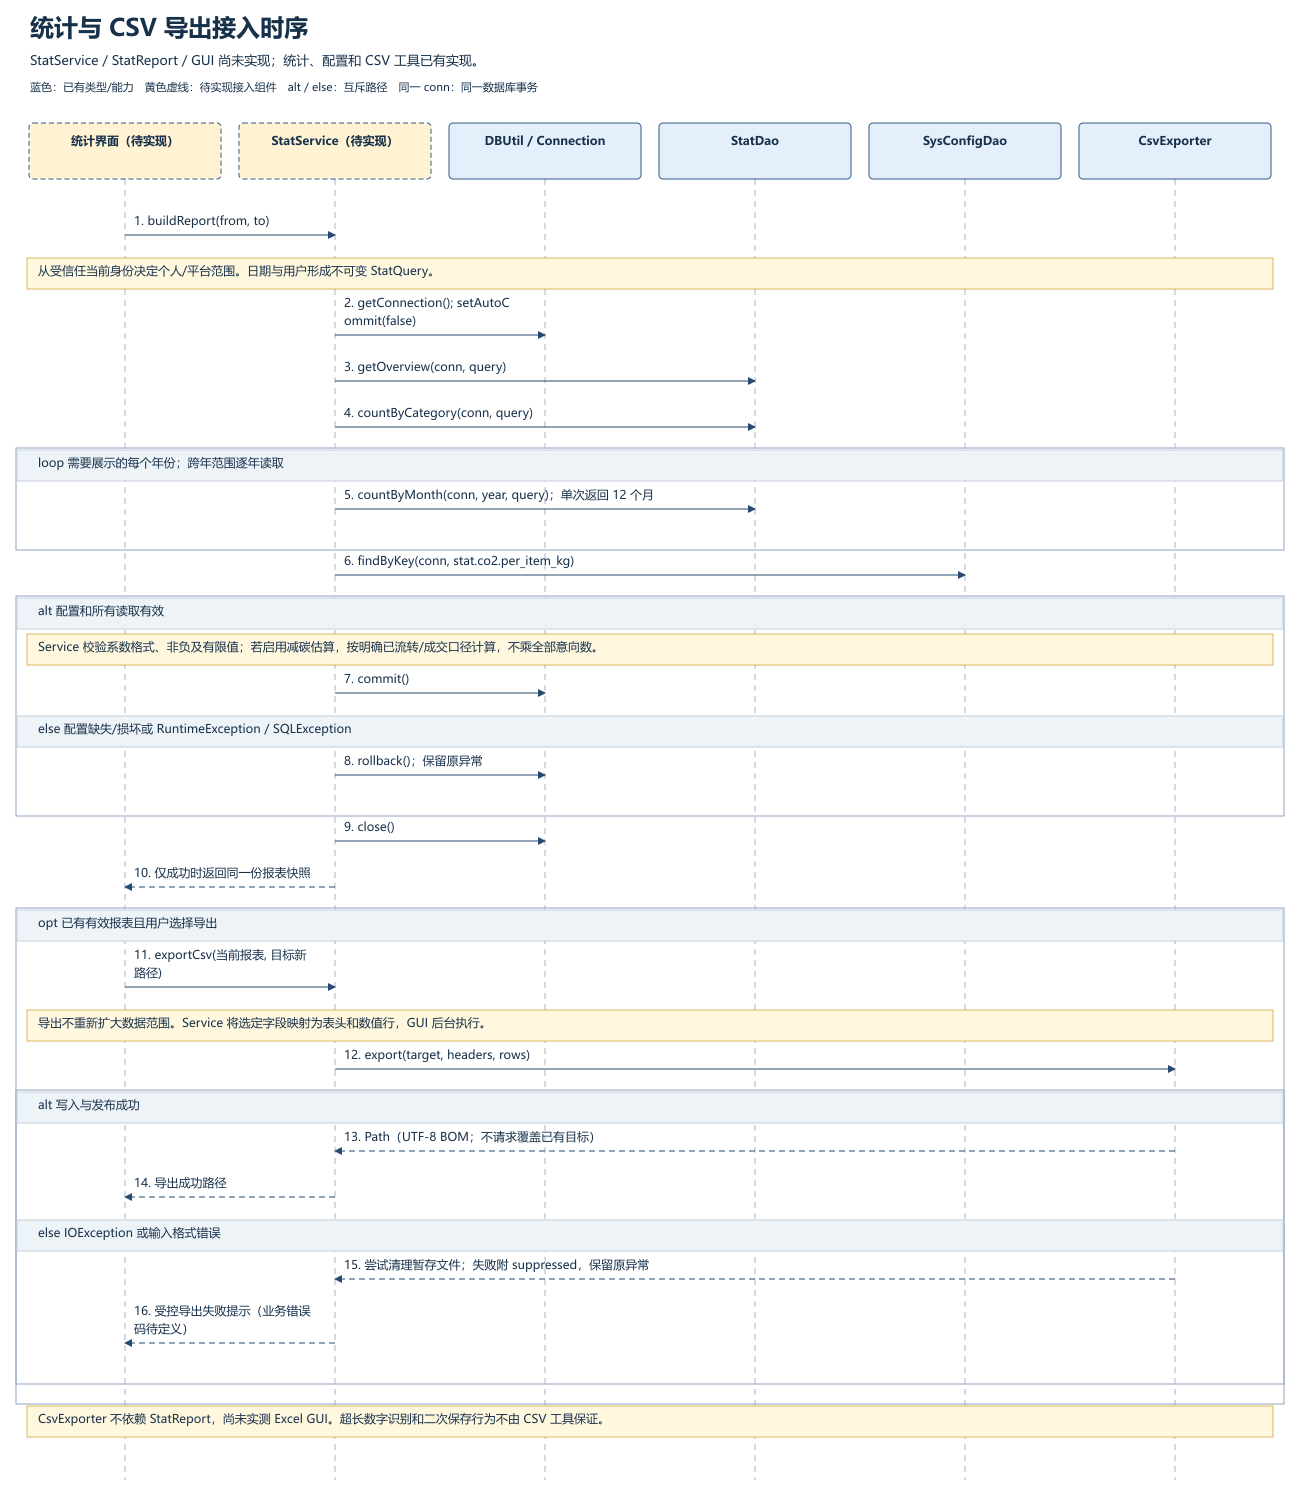 统计与 CSV 导出接入时序
StatService / StatReport / GUI 尚未实现；统计、配置和 CSV 工具已有实现。
蓝色：已有类型/能力　黄色虚线：待实现接入组件　alt / else：互斥路径　同一 conn：同一数据库事务
统计界面（待实现）
StatService（待实现）
DBUtil / Connection
StatDao
SysConfigDao
CsvExporter
1. buildReport(from, to)
从受信任当前身份决定个人/平台范围。日期与用户形成不可变 StatQuery。
2. getConnection(); setAutoC
ommit(false)
3. getOverview(conn, query)
4. countByCategory(conn, query)
loop 需要展示的每个年份；跨年范围逐年读取
5. countByMonth(conn, year, query)；单次返回 12 个月
6. findByKey(conn, stat.co2.per_item_kg)
alt 配置和所有读取有效
Service 校验系数格式、非负及有限值；若启用减碳估算，按明确已流转/成交口径计算，不乘全部意向数。
7. commit()
else 配置缺失/损坏或 RuntimeException / SQLException
8. rollback()；保留原异常
9. close()
10. 仅成功时返回同一份报表快照
opt 已有有效报表且用户选择导出
11. exportCsv(当前报表, 目标新
路径)
导出不重新扩大数据范围。Service 将选定字段映射为表头和数值行，GUI 后台执行。
12. export(target, headers, rows)
alt 写入与发布成功
13. Path（UTF-8 BOM；不请求覆盖已有目标）
14. 导出成功路径
else IOException 或输入格式错误
15. 尝试清理暂存文件；失败附 suppressed，保留原异常
16. 受控导出失败提示（业务错误
码待定义）
CsvExporter 不依赖 StatReport，尚未实测 Excel GUI。超长数字识别和二次保存行为不由 CSV 工具保证。